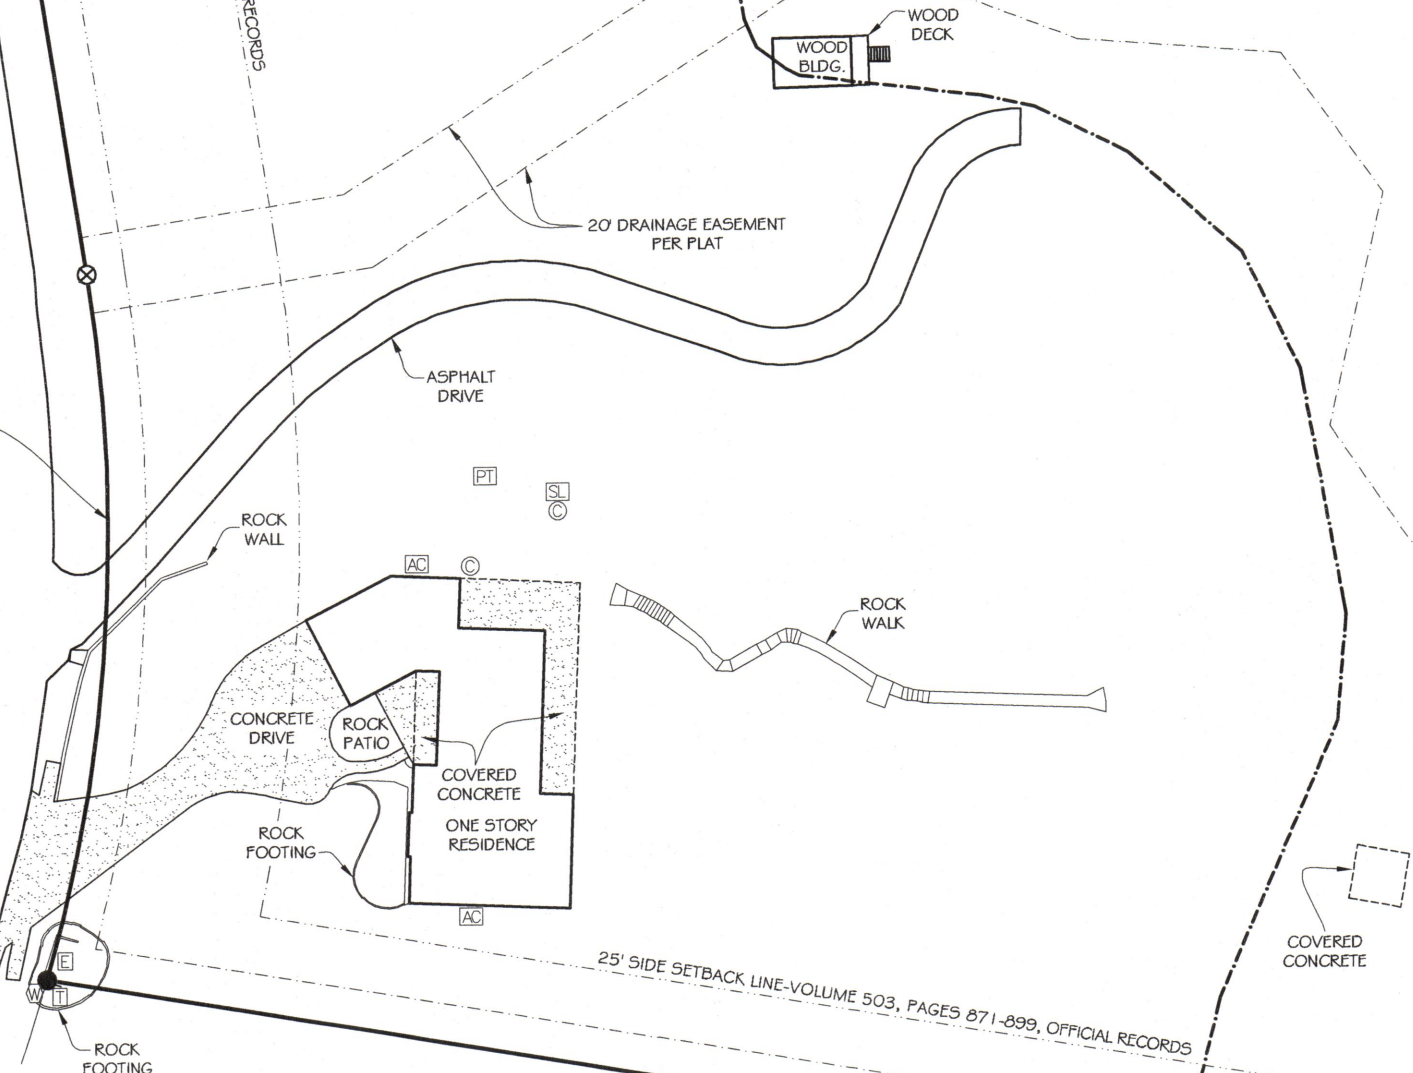 RECORDS
WOOD
DECK
WOOD
BLDG.
20' DRAINAGE EASEMENT
PER PLAT
ASPHALT
DRIVE
PT
SL
C
ROCK
WALL
AC
C
ROCK
WALK
CONCRETE
DRIVE
ROCK
PATIO
COVERED
CONCRETE
ONE STORY
RESIDENCE
ROCK
FOOTING
AC
COVERED
CONCRETE
25' SIDE SETBACK LINE-VOLUME 503, PAGES 871-899, OFFICIAL RECORDS
E
W
T
ROCK
FOOTING